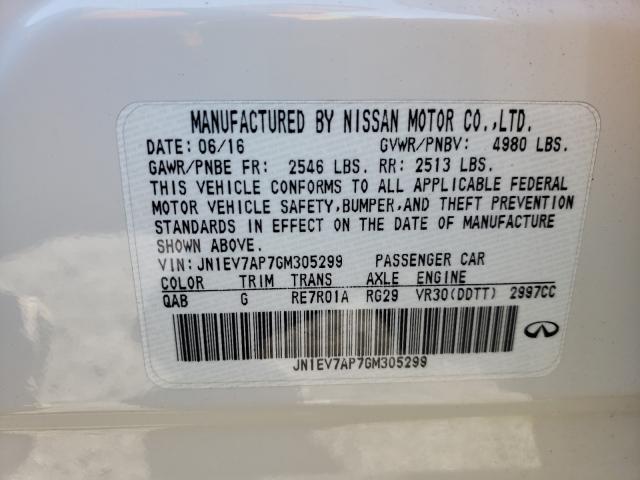 MANUFACTURED BY NISSAN MOTOR CO.,LTD.
DATE: 06/16 GVWR/PNBV: 4980 LBS.
GAWR/PNBE FR: 2546 LBS. RR: 2513 LBS.
THIS VEHICLE CONFORMS TO ALL APPLICABLE FEDERAL
MOTOR VEHICLE SAFETY,BUMPER,AND THEFT PREVENTION
STANDARDS IN EFFECT ON THE DATE OF MANUFACTURE
SHOWN ABOVE.
VIN: JN1EV7AP7GM305299 PASSENGER CAR
COLOR TRIM TRANS AXLE ENGINE
QAB G RE7R01A RG29 VR30(DDTT) 2997CC
JN1EV7AP7GM305299